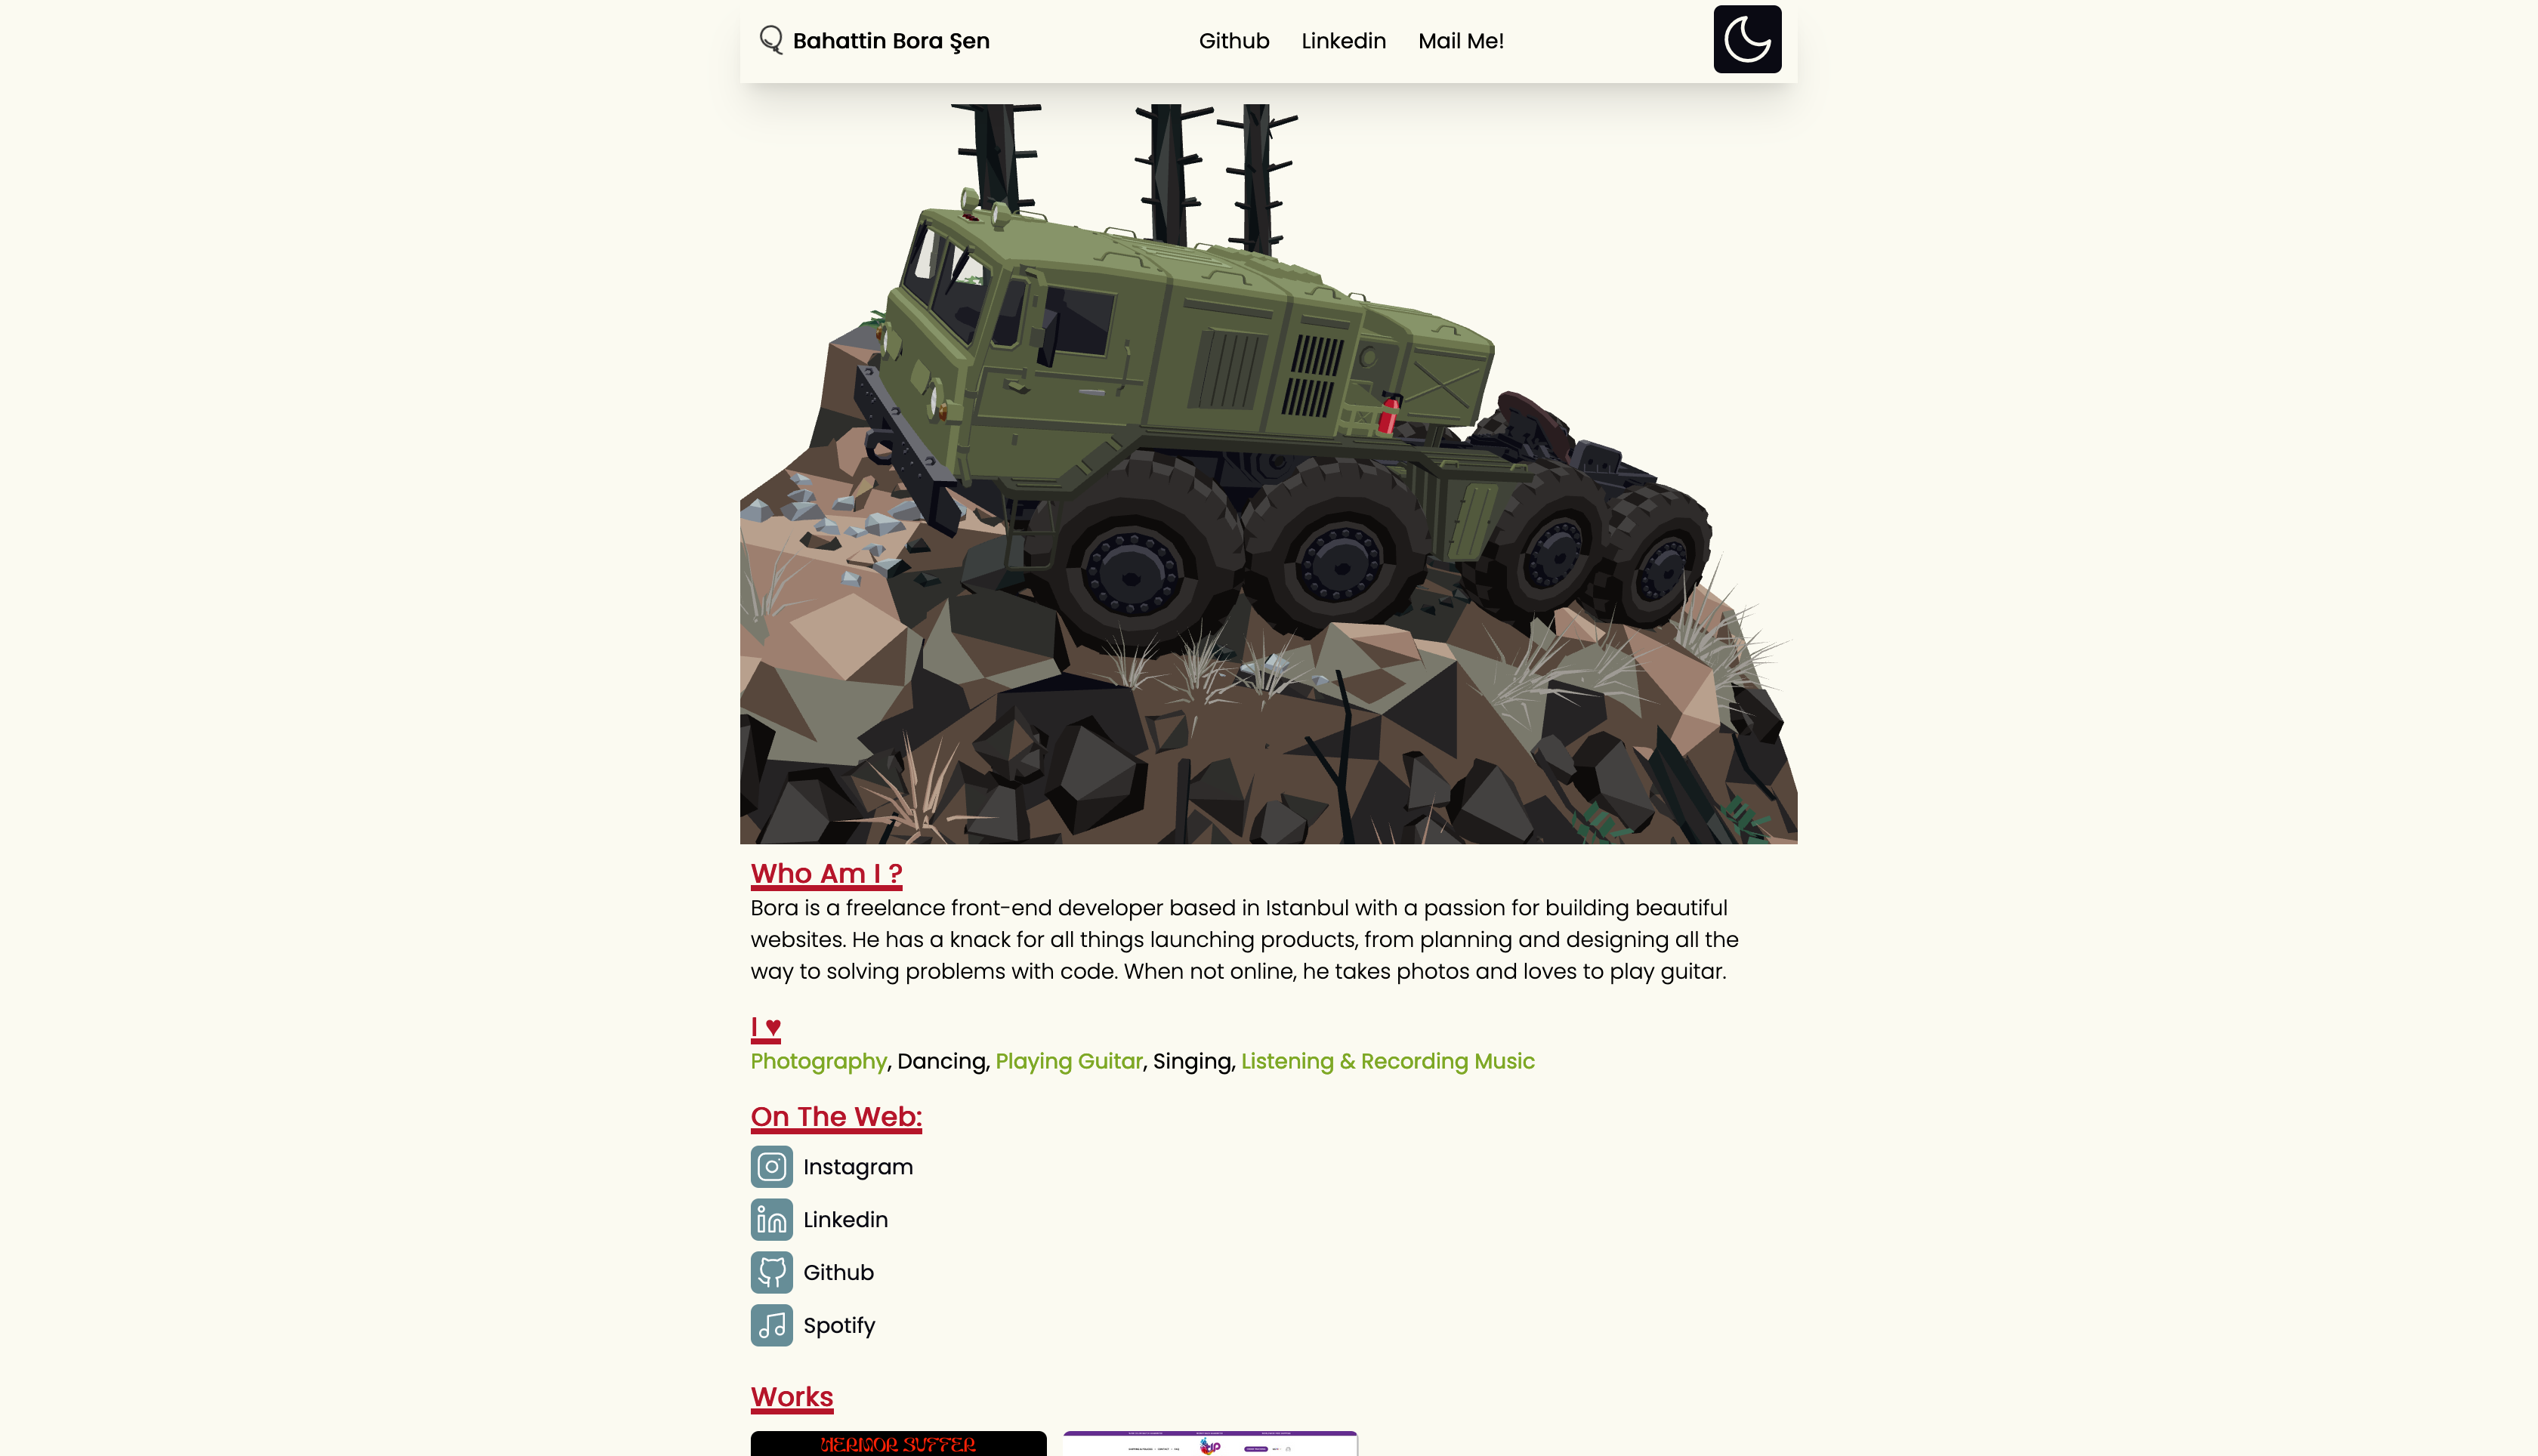 Bahattin Bora Şen
Github Linkedin Mail Me!
Who Am I ?
Bora is a freelance front-end developer based in Istanbul with a passion for building beautiful
websites. He has a knack for all things launching products, from planning and designing all the
way to solving problems with code. When not online, he takes photos and loves to play guitar.
I ♥
Photography, Dancing, Playing Guitar, Singing, Listening & Recording Music
On The Web:
Instagram
Linkedin
Github
Spotify
Works
HERMOR SUFFER